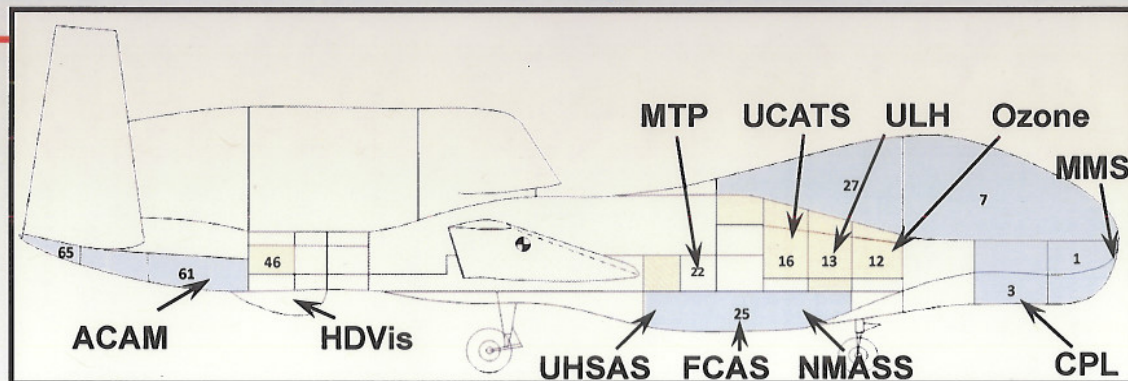 MTP UCATS ULH Ozone
MMS
27 7
65 61 46 22 16 13 12 1
3
25
ACAM HDVis
UHSAS FCAS NMASS CPL